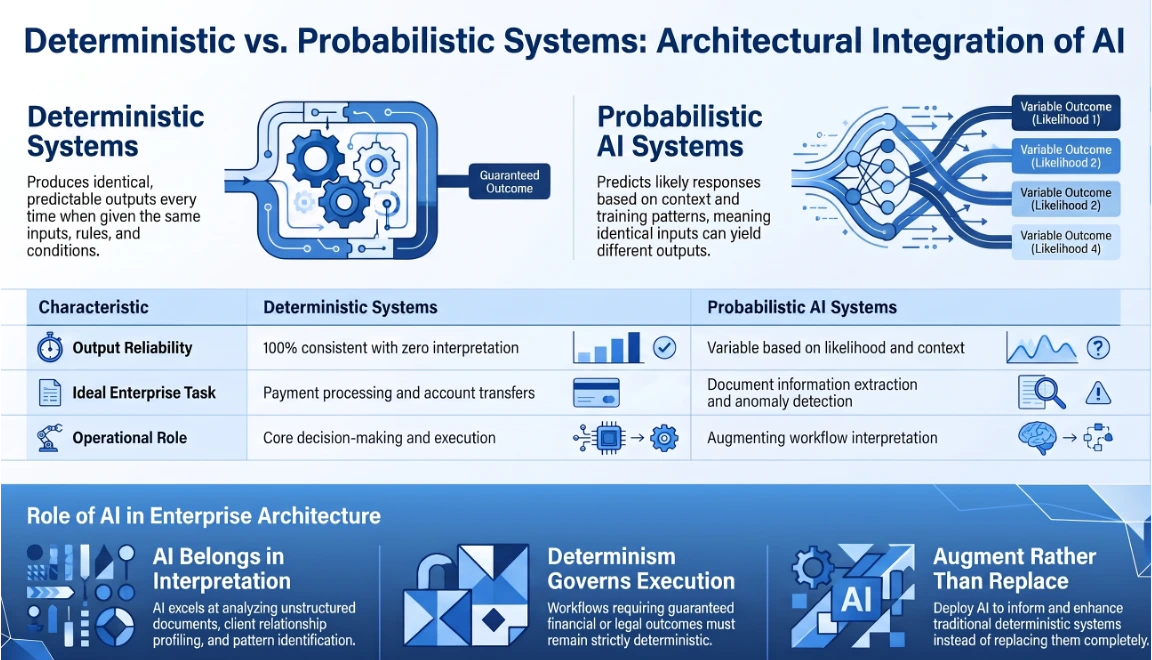 Deterministic vs. Probabilistic Systems: Architectural Integration of AI
Deterministic
Systems
Produces identical,
predictable outputs every
time when given the same
inputs, rules, and
conditions.
Guaranteed
Outcome
Probabilistic
AI Systems
Predicts likely responses
based on context and
training patterns, meaning
identical inputs can yield
different outputs.
Variable Outcome
(Likelihood 1)
Variable Outcome
(Likelihood 2)
Variable Outcome
(Likelihood 2)
Variable Outcome
(Likelihood 4)
Characteristic
Deterministic Systems
Probabilistic AI Systems
Output Reliability
100% consistent with zero interpretation
Variable based on likelihood and context
?
Ideal Enterprise Task
Payment processing and account transfers
Document information extraction
and anomaly detection
Operational Role
Core decision-making and execution
Augmenting workflow interpretation
Role of AI in Enterprise Architecture
AI Belongs in
Interpretation
AI excels at analyzing unstructured
documents, client relationship
profiling, and pattern identification.
Determinism
Governs Execution
Workflows requiring guaranteed
financial or legal outcomes must
remain strictly deterministic.
AI
Augment Rather
Than Replace
Deploy AI to inform and enhance
traditional deterministic systems
instead of replacing them completely.